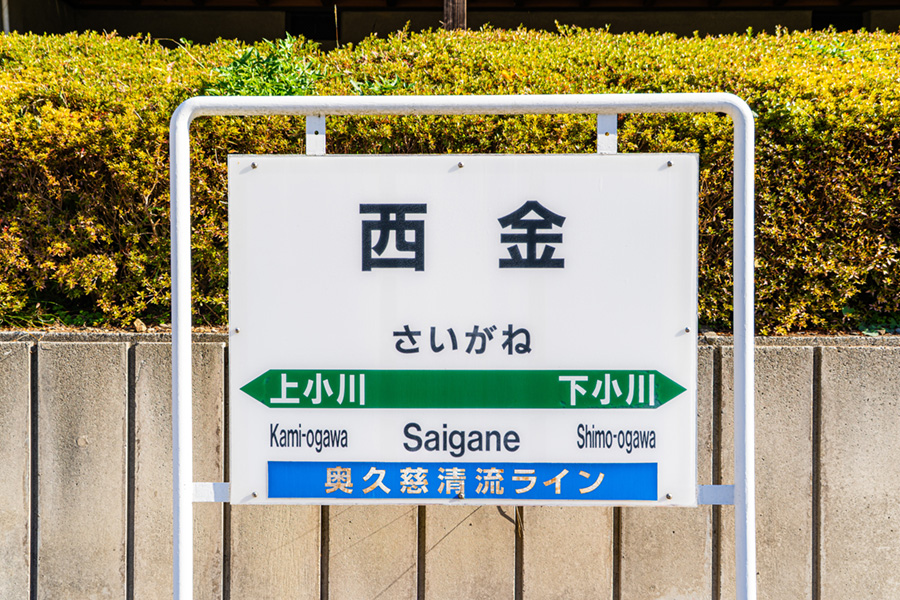 西金
さいがね
上小川 下小川
Kami-ogawa Saigane Shimo-ogawa
奥久慈清流ライン